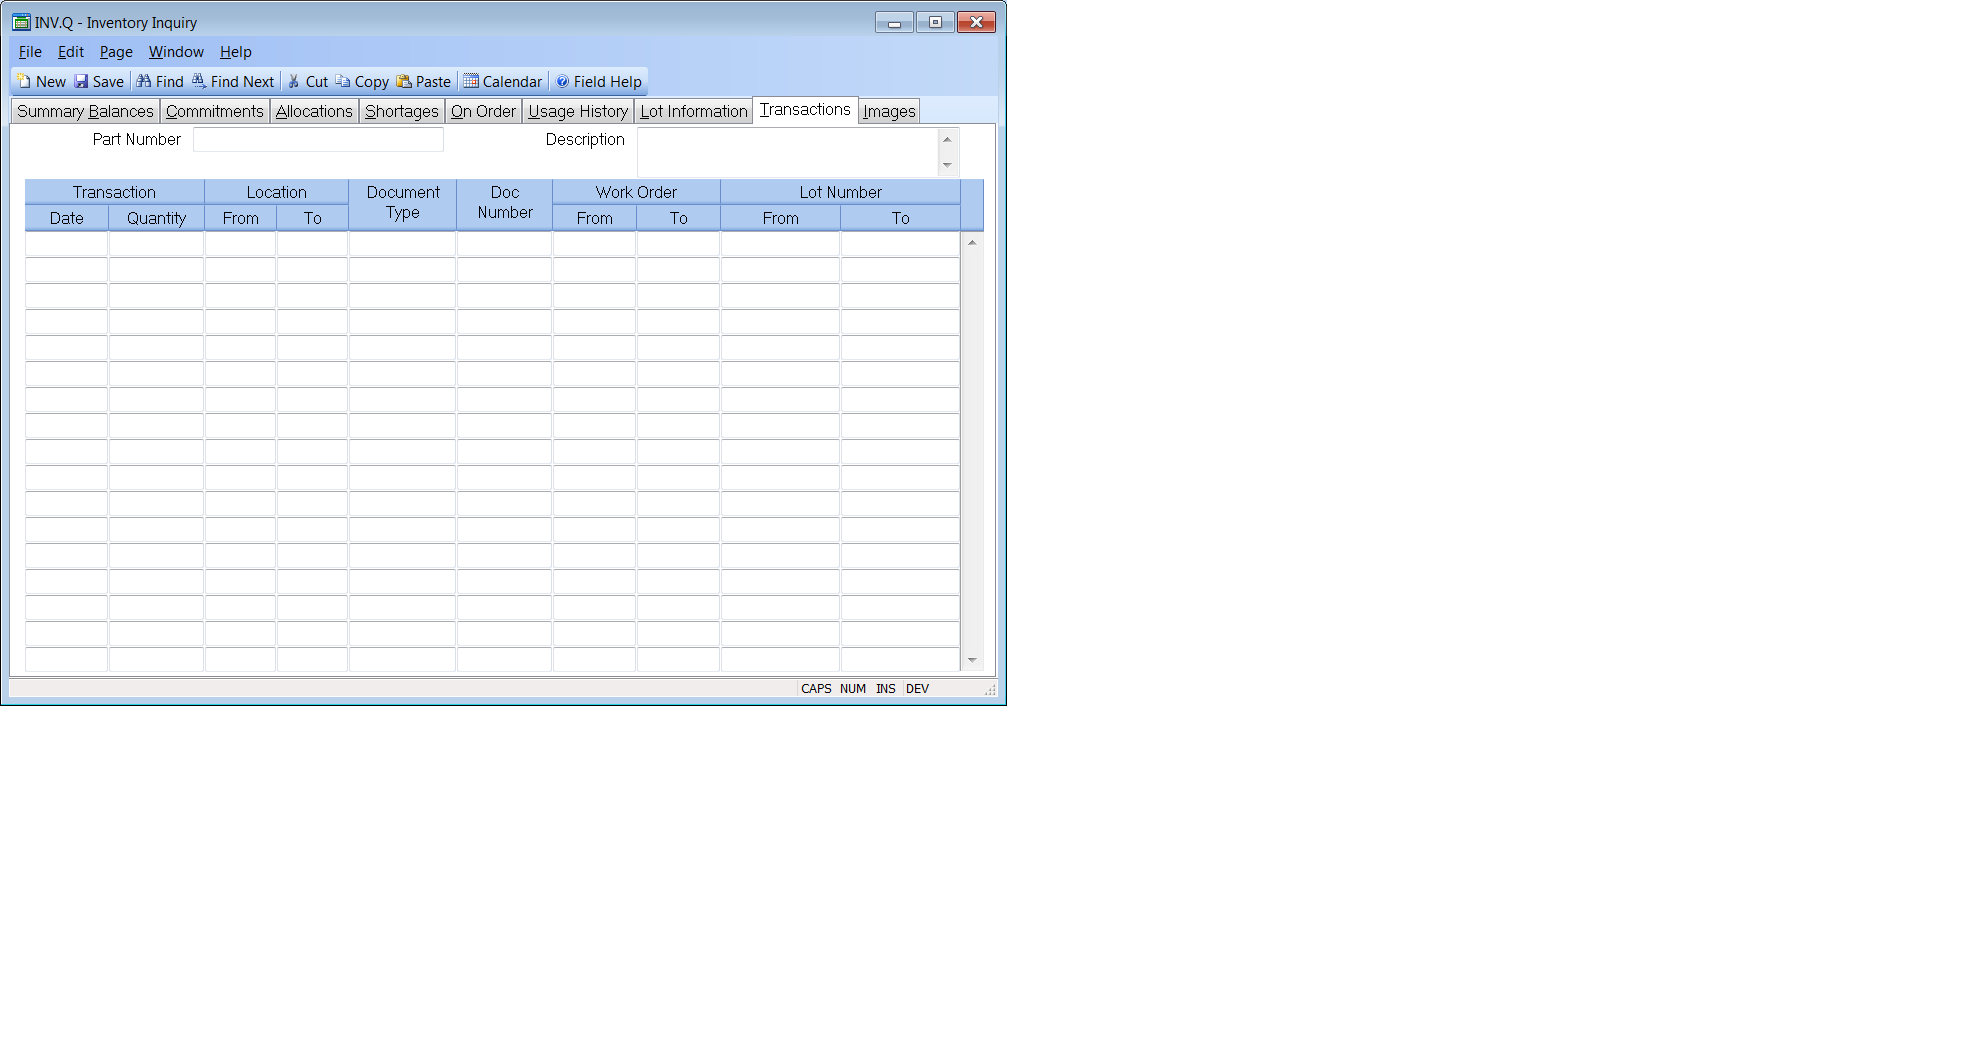 INV.Q - Inventory Inquiry
File Edit Page Window Help
New Save Find Find Next Cut Copy Paste Calendar Field Help
Summary Balances Commitments Allocations Shortages On Order Usage History Lot Information Transactions Images
Part Number Description
Transaction Location Document Type Doc Number Work Order Lot Number
Date Quantity From To From To From To
CAPS NUM INS DEV